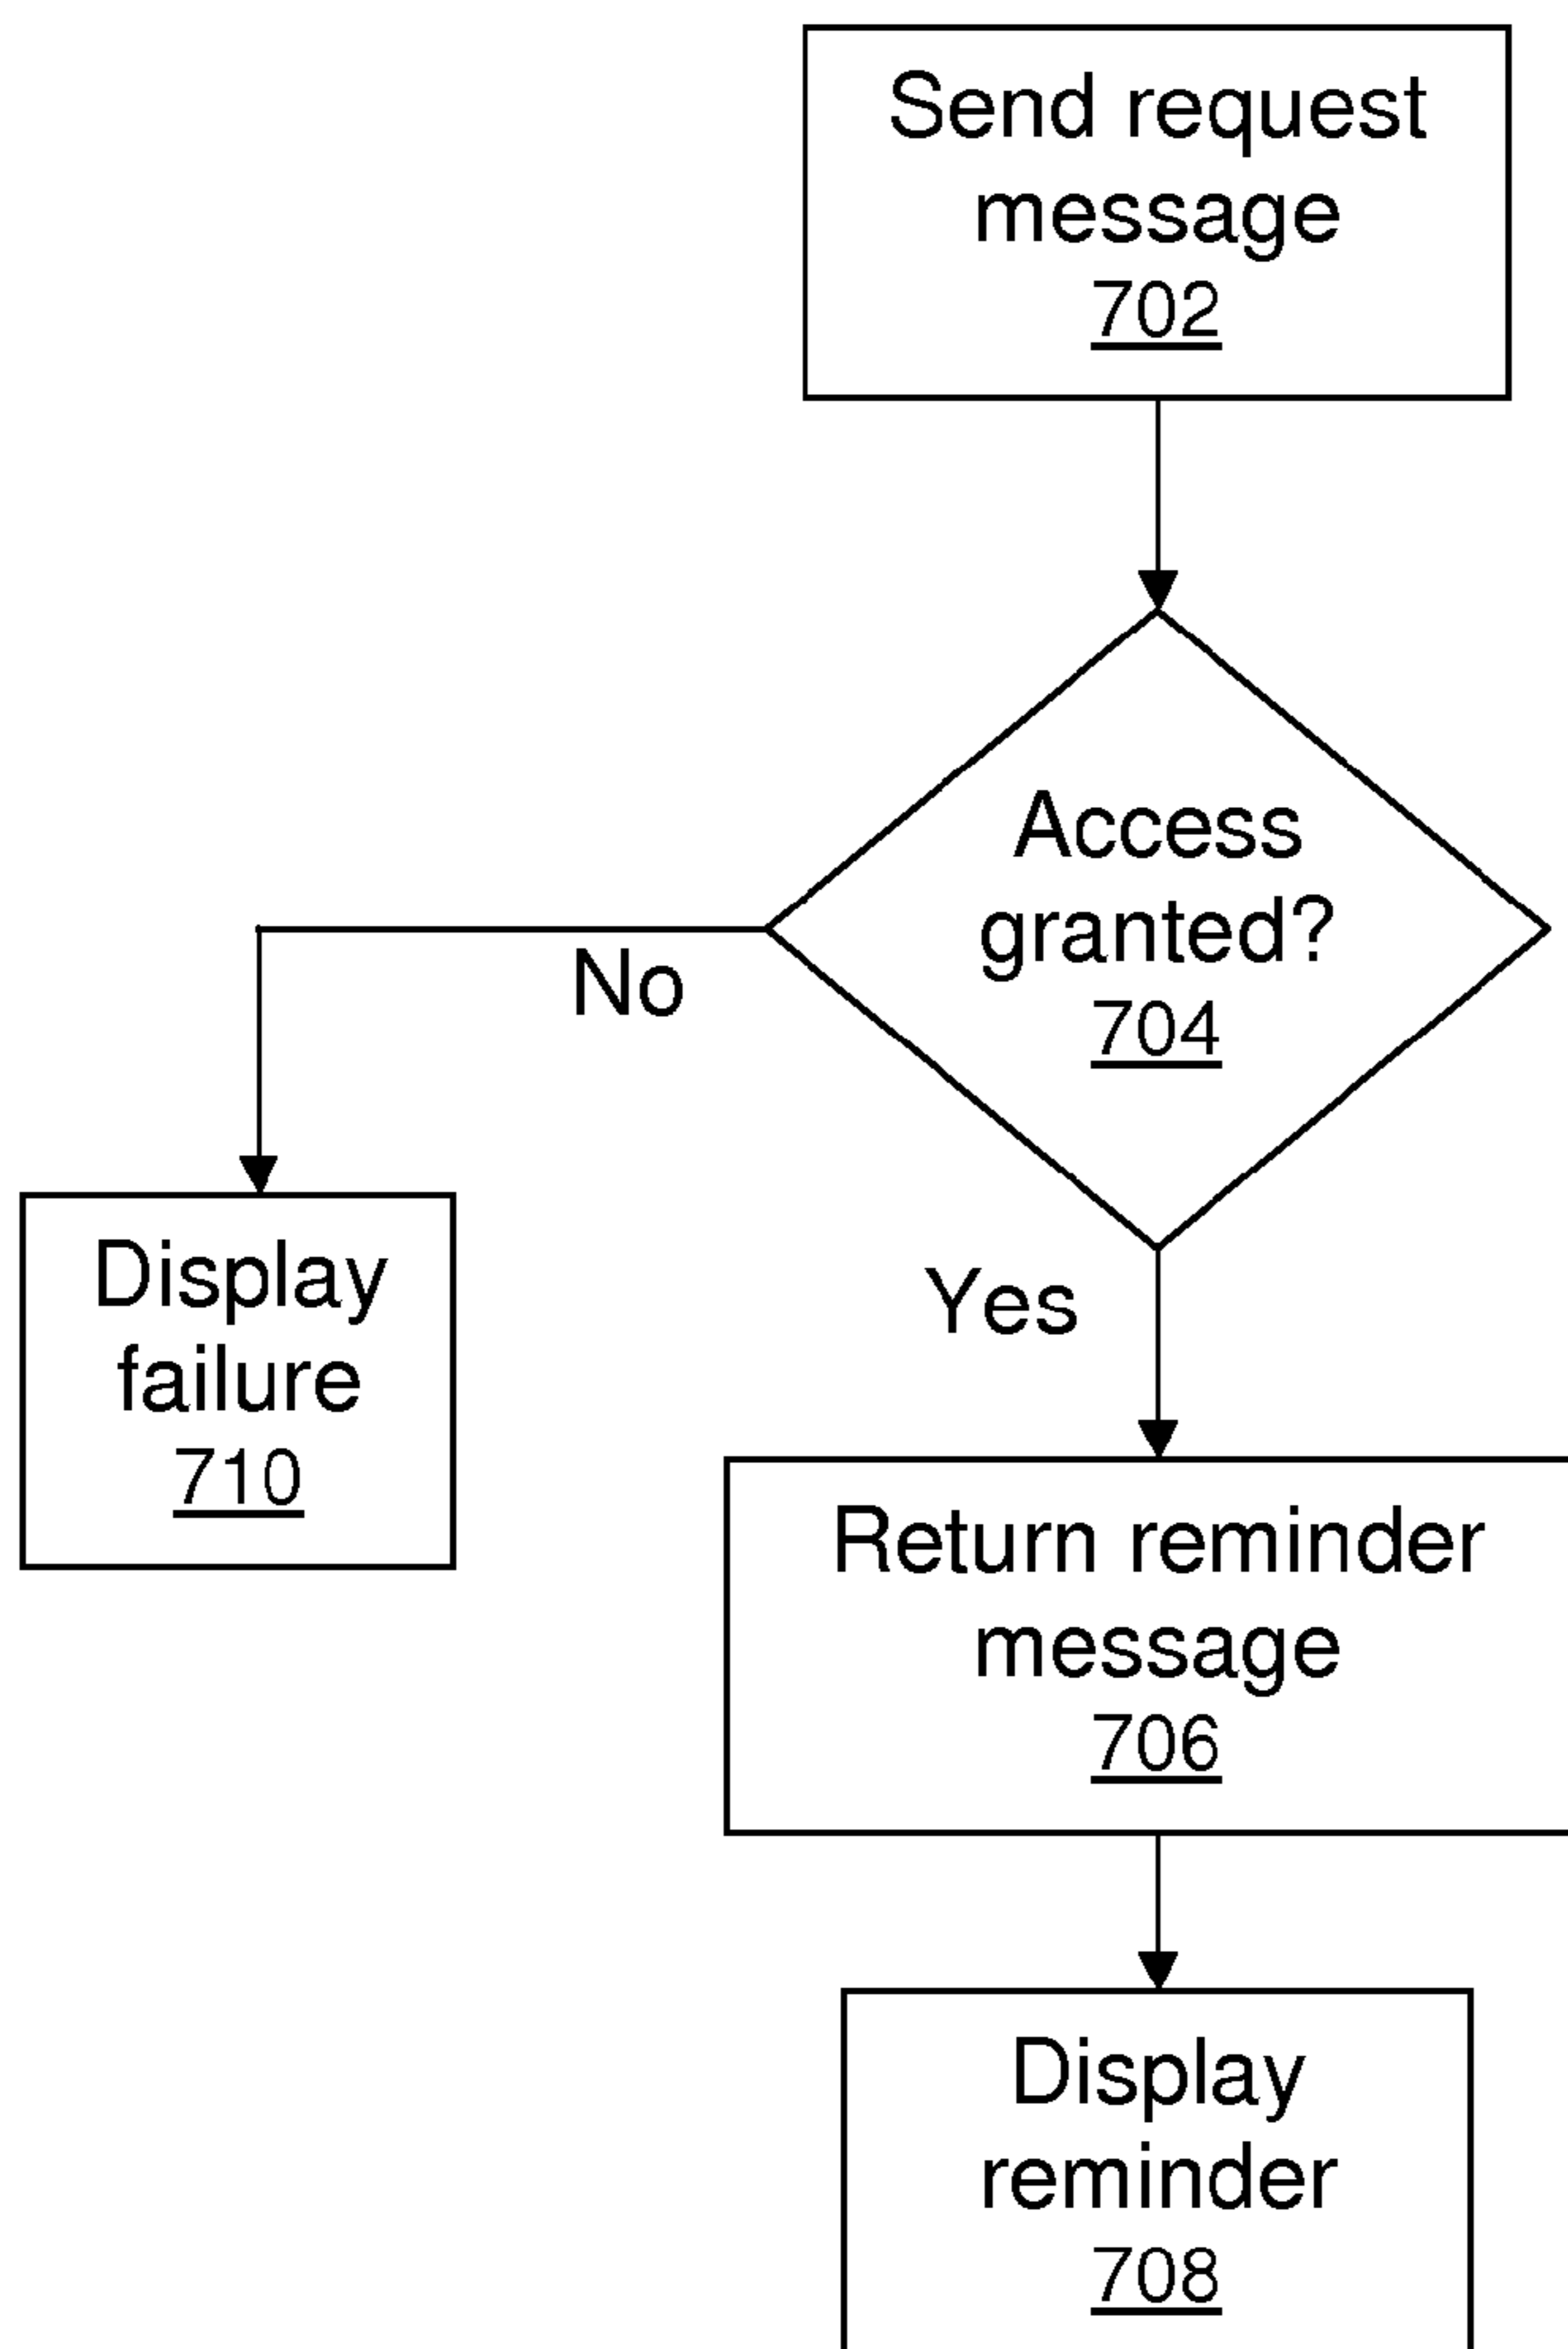 Send request
message
702
Access
granted?
704
No
Yes
Display
failure
710
Return reminder
message
706
Display
reminder
708